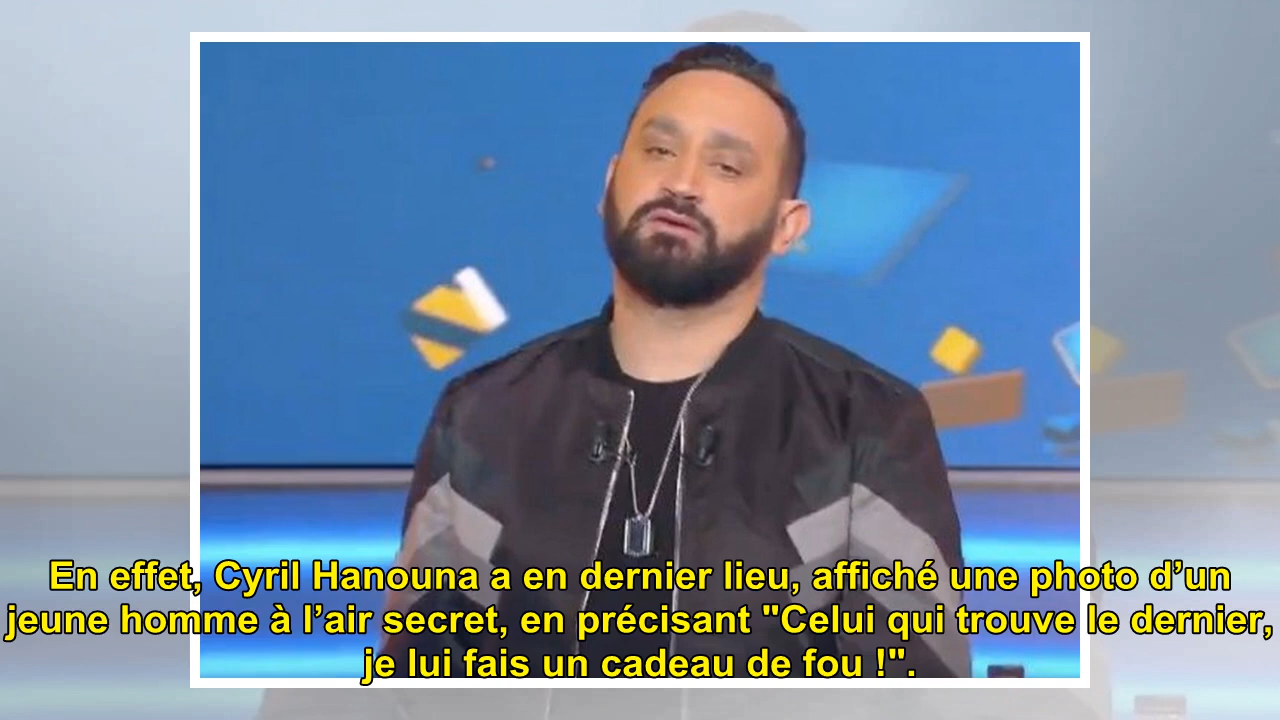 En effet, Cyril Hanouna a en dernier lieu, affiché une photo d’un
jeune homme à l’air secret, en précisant "Celui qui trouve le dernier,
je lui fais un cadeau de fou !".